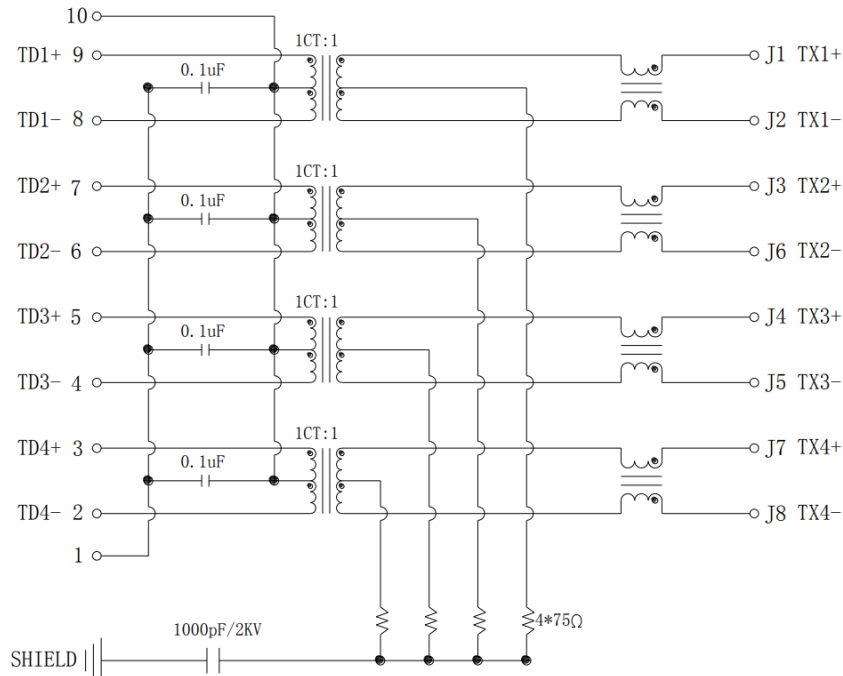 10
1CT:1
TD1+ 9
J1 TX1+
0.1uF
TD1- 8
J2 TX1-
1CT:1
TD2+ 7
J3 TX2+
0.1uF
TD2- 6
J6 TX2-
1CT:1
TD3+ 5
J4 TX3+
0.1uF
TD3- 4
J5 TX3-
1CT:1
TD4+ 3
J7 TX4+
0.1uF
TD4- 2
J8 TX4-
1
4*75Ω
1000pF/2KV
SHIELD